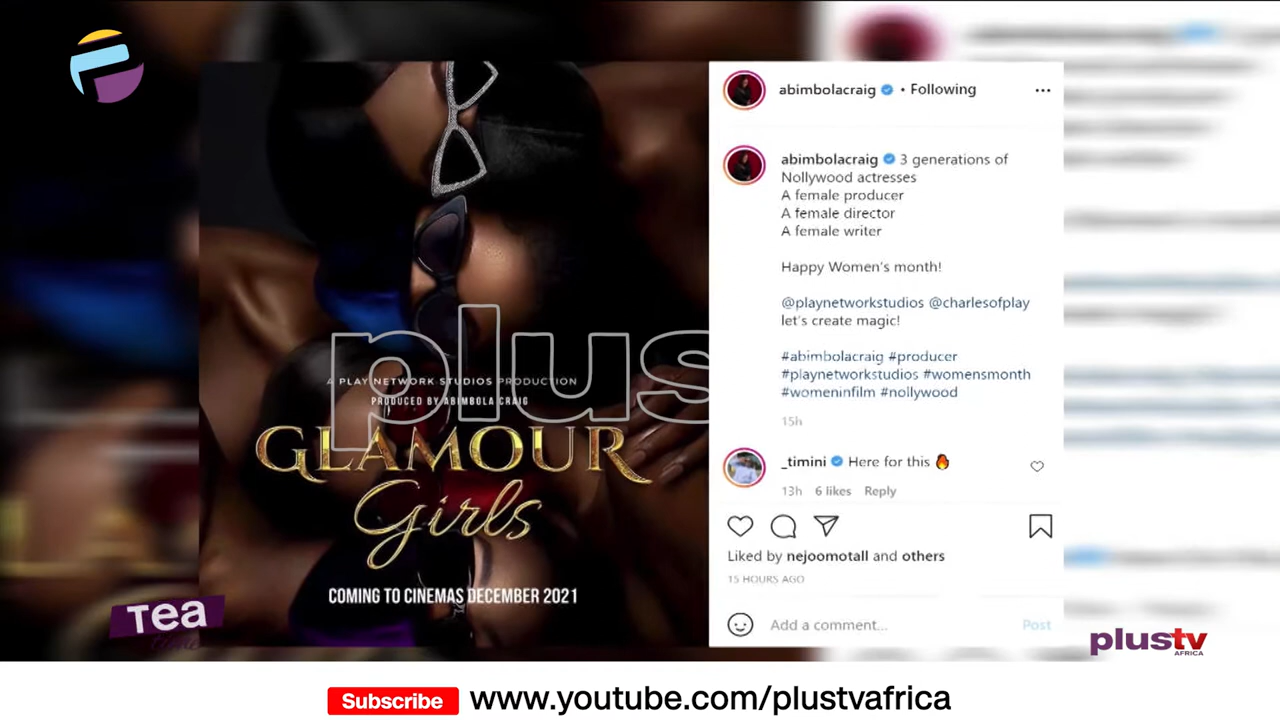 abimbolacraig • Following
abimbolacraig 3 generations of
Nollywood actresses
A female producer
A female director
A female writer
Happy Women's month!
@playnetworkstudios @charlesofplay
let's create magic!
#abimbolacraig #producer
#playnetworkstudios #womensmonth
#womeninfilm #nollywood
15h
_timini Here for this 🔥
13h 6 likes Reply
Liked by nejoomotall and others
15 HOURS AGO
Add a comment...
Post
plus
A PLAY NETWORK STUDIOS PRODUCTION
PRODUCED BY ABIMBOLA CRAIG
GLAMOUR
Girls
COMING TO CINEMAS DECEMBER 2021
Tea
plustv
AFRICA
Subscribe www.youtube.com/plustvafrica